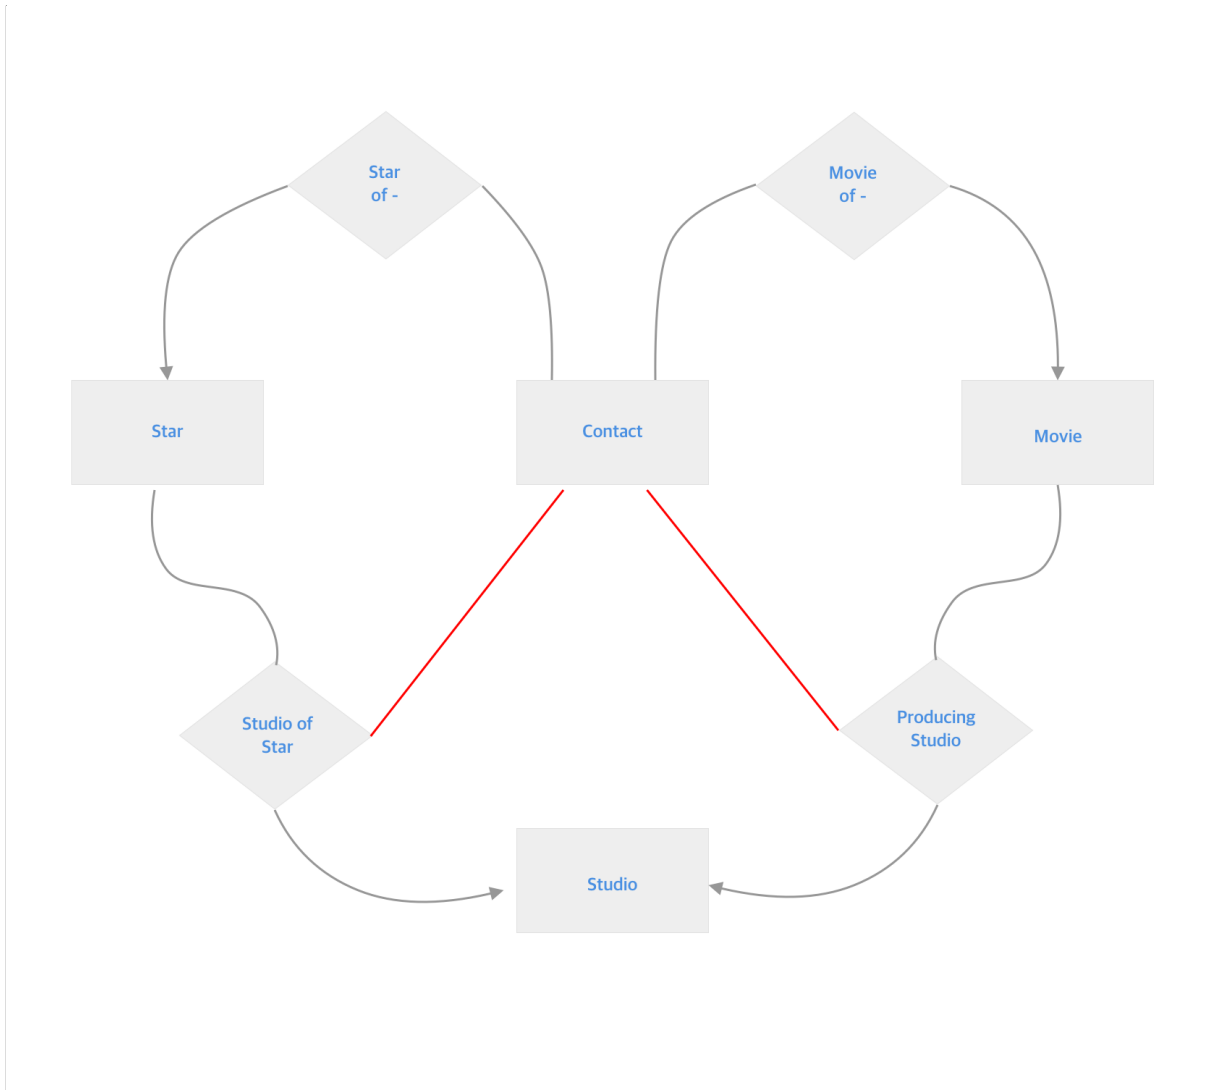 Star
of -
Movie
of -
Star
Contact
Movie
Studio of
Star
Producing
Studio
Studio